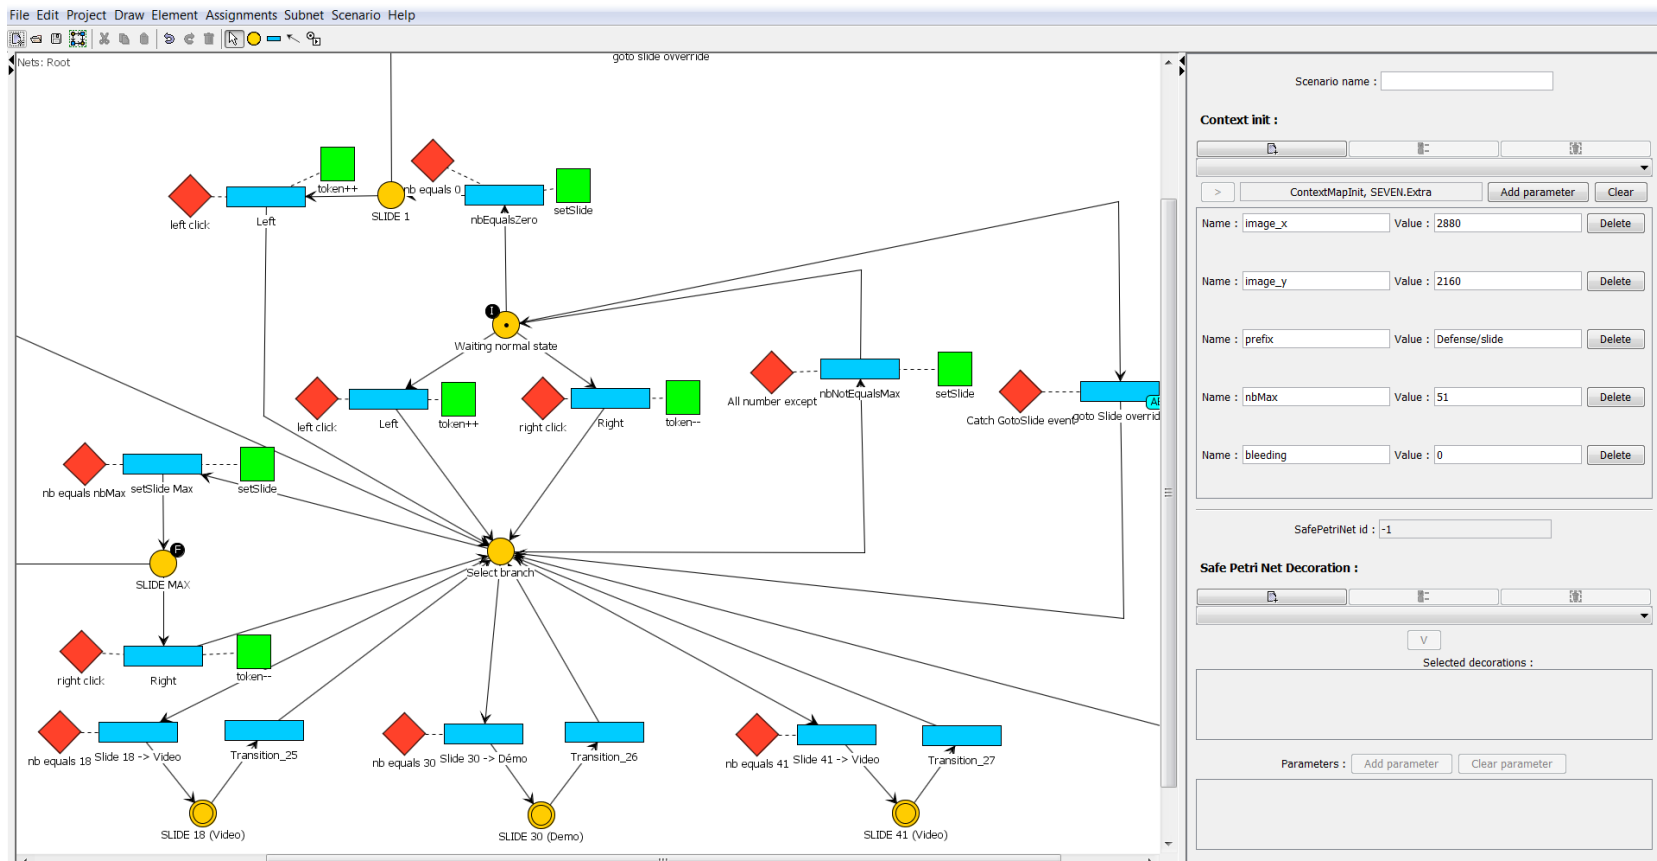 File Edit Project Draw Element Assignments Subnet Scenario Help
Nets: Root
goto slide ovverride
token++
nb equals 0
left click
Left
SLIDE 1
nbEqualsZero
setSlide
I
Waiting normal state
left click
Left
token++
right click
Right
token--
All number except
nbNotEqualsMax
setSlide
Catch GotoSlide event
goto Slide overrid
nb equals nbMax
setSlide Max
setSlide
F
SLIDE MAX
Select branch
right click
Right
token--
nb equals 18
Slide 18 -> Video
Transition_25
SLIDE 18 (Video)
nb equals 30
Slide 30 -> Démo
Transition_26
SLIDE 30 (Demo)
nb equals 41
Slide 41 -> Video
Transition_27
SLIDE 41 (Video)
Scenario name :
Context init :
> ContextMapInit, SEVEN.Extra Add parameter Clear
Name : image_x Value : 2880 Delete
Name : image_y Value : 2160 Delete
Name : prefix Value : Defense/slide Delete
Name : nbMax Value : 51 Delete
Name : bleeding Value : 0 Delete
SafePetriNet id : -1
Safe Petri Net Decoration :
V
Selected decorations :
Parameters : Add parameter Clear parameter